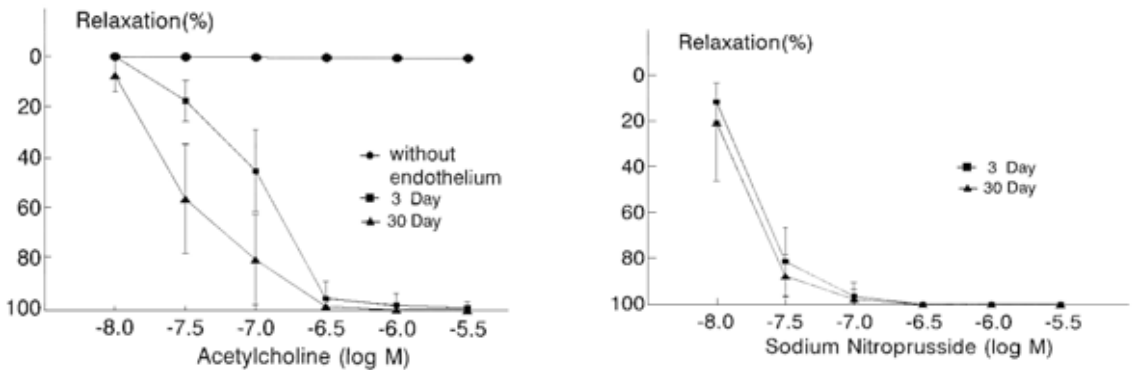 Relaxation(%)
0
20
40
60
80
100
without
endothelium
3 Day
30 Day
-8.0 -7.5 -7.0 -6.5 -6.0 -5.5
Acetylcholine (log M)
Relaxation(%)
0
20
40
60
80
100
3 Day
30 Day
-8.0 -7.5 -7.0 -6.5 -6.0 -5.5
Sodium Nitroprusside (log M)